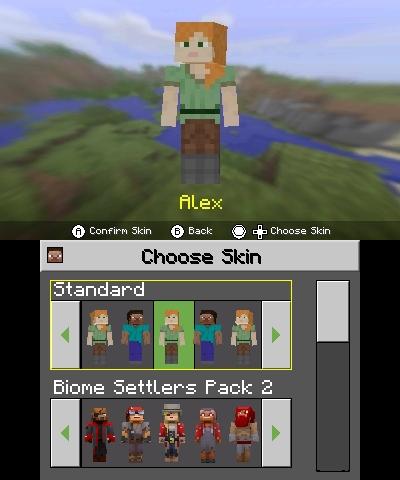 Alex
A Confirm Skin B Back Choose Skin
Choose Skin
Standard
Biome Settlers Pack 2